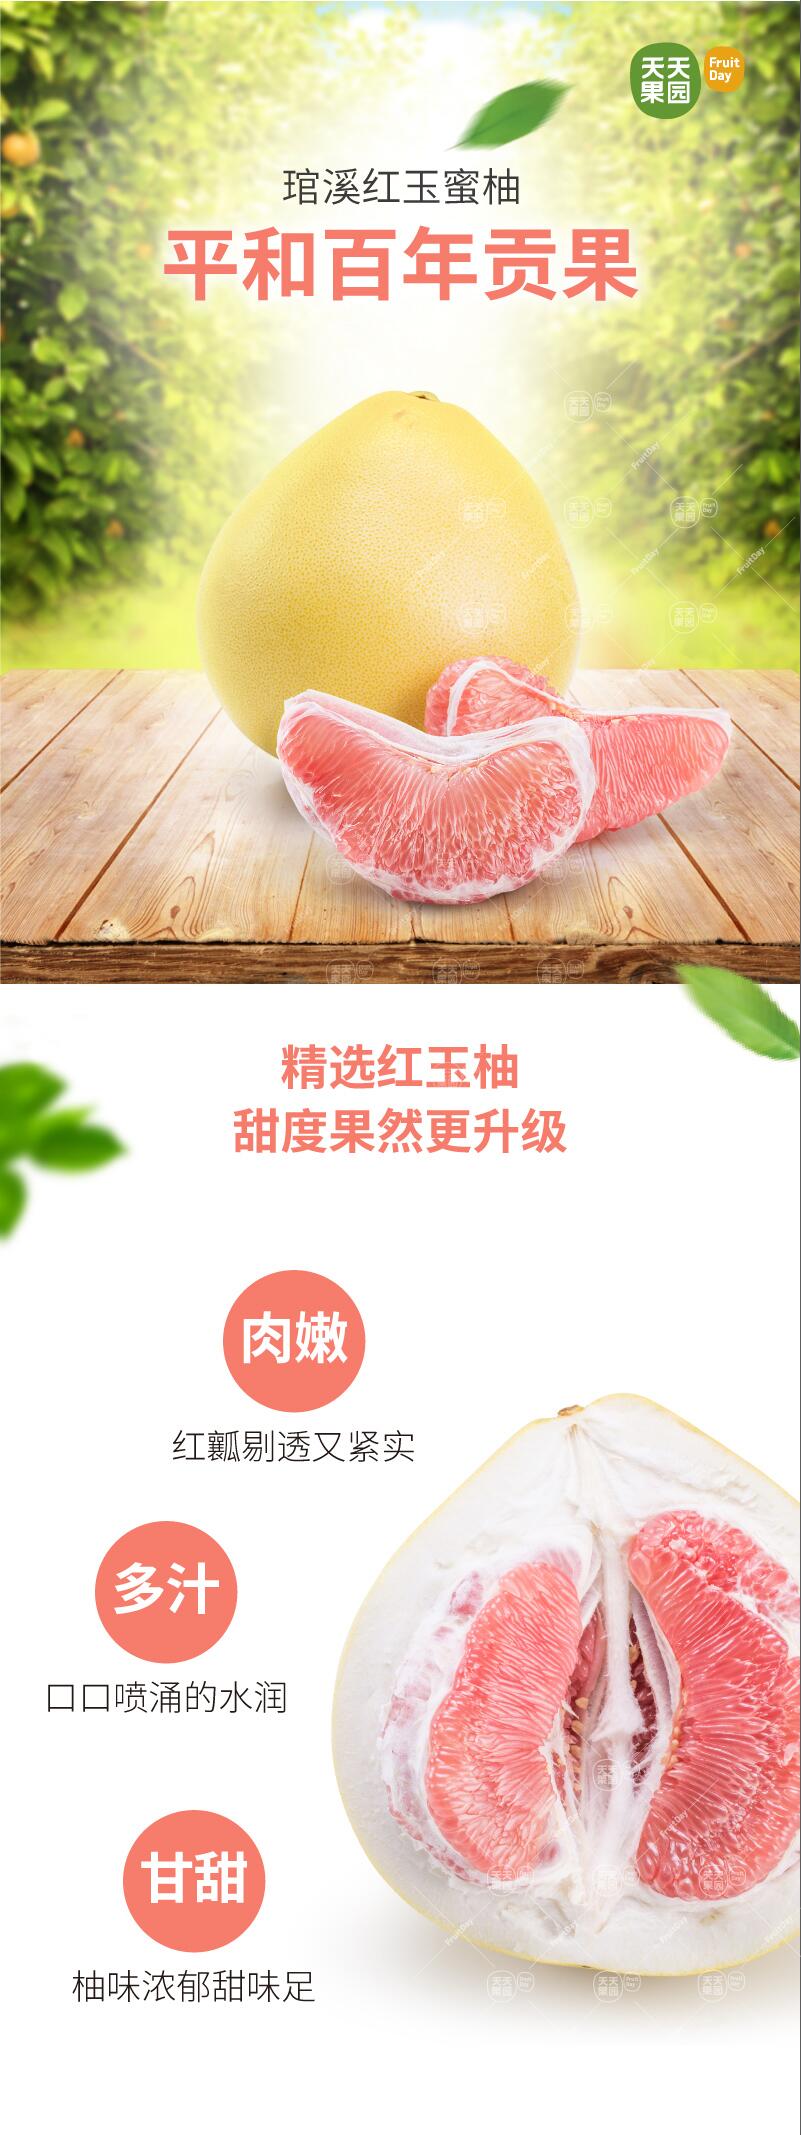 天天
果园
Fruit
Day
琯溪红玉蜜柚
平和百年贡果
精选红玉柚
甜度果然更升级
肉嫩
红瓤剔透又紧实
多汁
口口喷涌的水润
甘甜
柚味浓郁甜味足